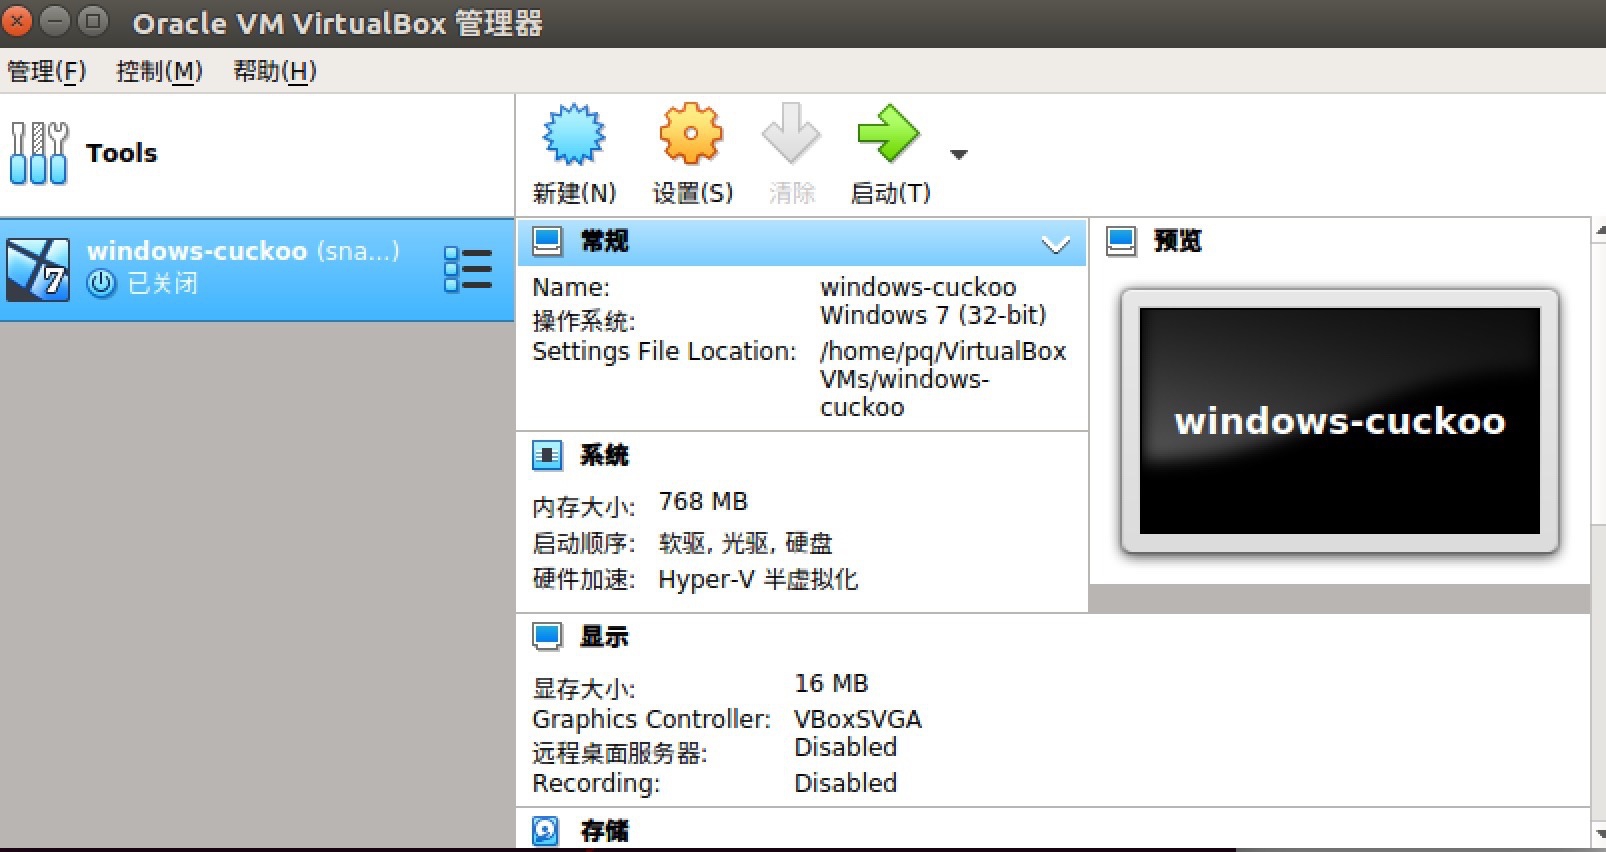 Oracle VM VirtualBox 管理器
管理(F) 控制(M) 帮助(H)
Tools
新建(N) 设置(S) 清除 启动(T)
windows-cuckoo (sna...)
已关闭
7
常规
Name: windows-cuckoo
操作系统: Windows 7 (32-bit)
Settings File Location: /home/pq/VirtualBox
VMs/windows-
cuckoo
预览
windows-cuckoo
系统
内存大小: 768 MB
启动顺序: 软驱, 光驱, 硬盘
硬件加速: Hyper-V 半虚拟化
显示
显存大小: 16 MB
Graphics Controller: VBoxSVGA
远程桌面服务器: Disabled
Recording: Disabled
存储